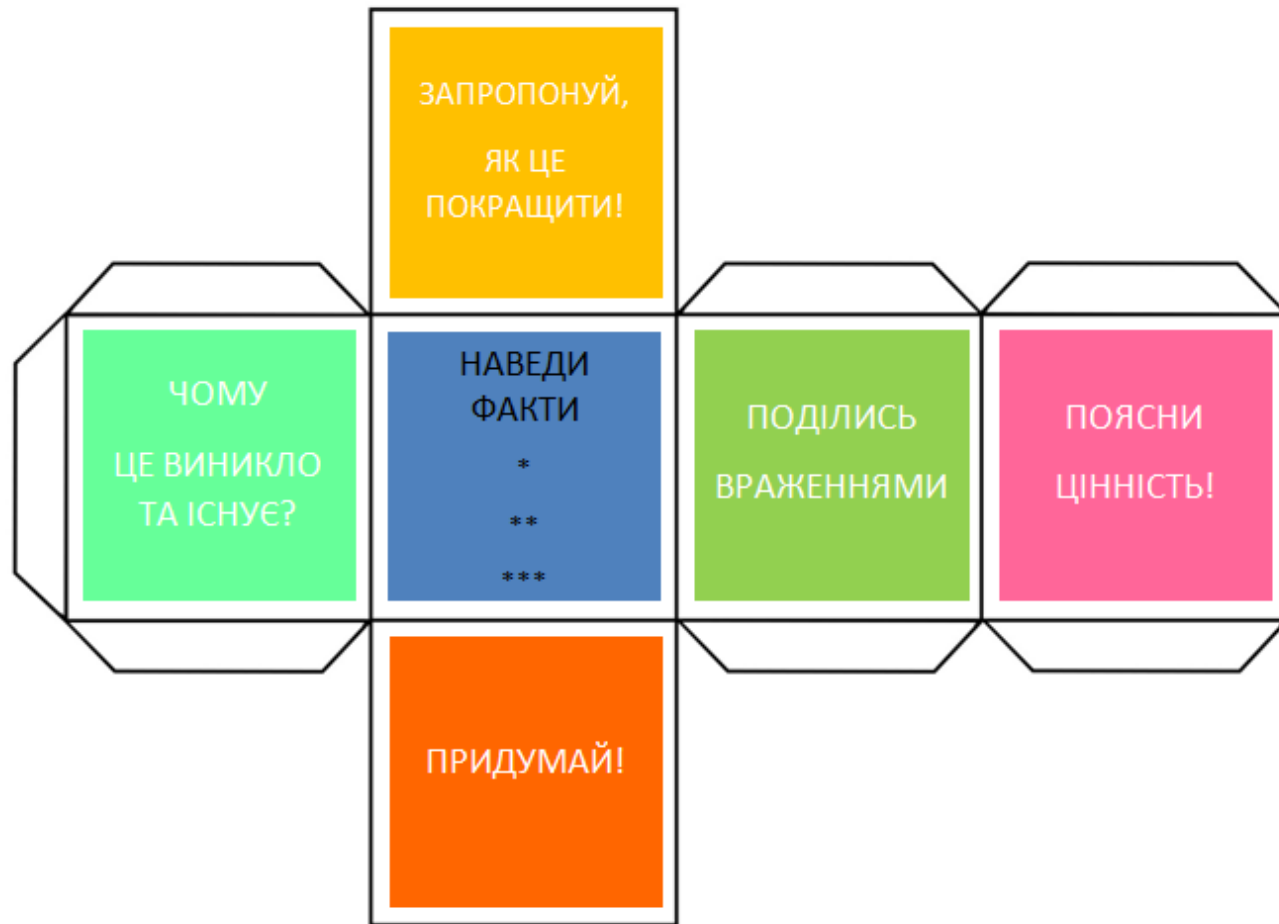 ЗАПРОПОНУЙ,
ЯК ЦЕ
ПОКРАЩИТИ!
ЧОМУ
ЦЕ ВИНИКЛО
ТА ІСНУЄ?
НАВЕДИ
ФАКТИ
*
**
***
ПОДІЛИСЬ
ВРАЖЕННЯМИ
ПОЯСНИ
ЦІННІСТЬ!
ПРИДУМАЙ!